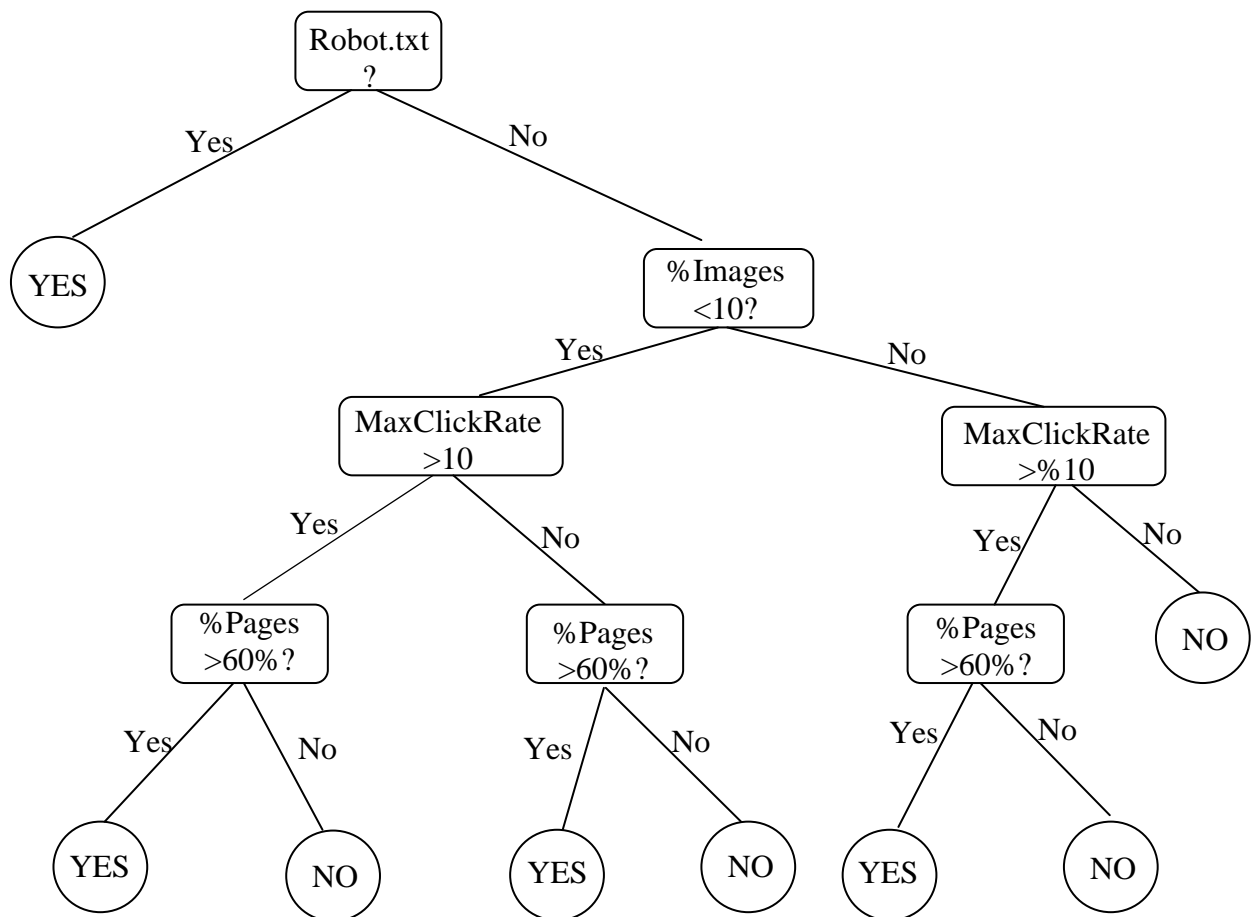 Robot.txt
?
Yes
No
YES
%Images
<10?
Yes
No
MaxClickRate
>10
MaxClickRate
>%10
Yes
No
Yes
No
%Pages
>60%?
%Pages
>60%?
%Pages
>60%?
NO
Yes
No
Yes
No
Yes
No
YES
NO
YES
NO
YES
NO